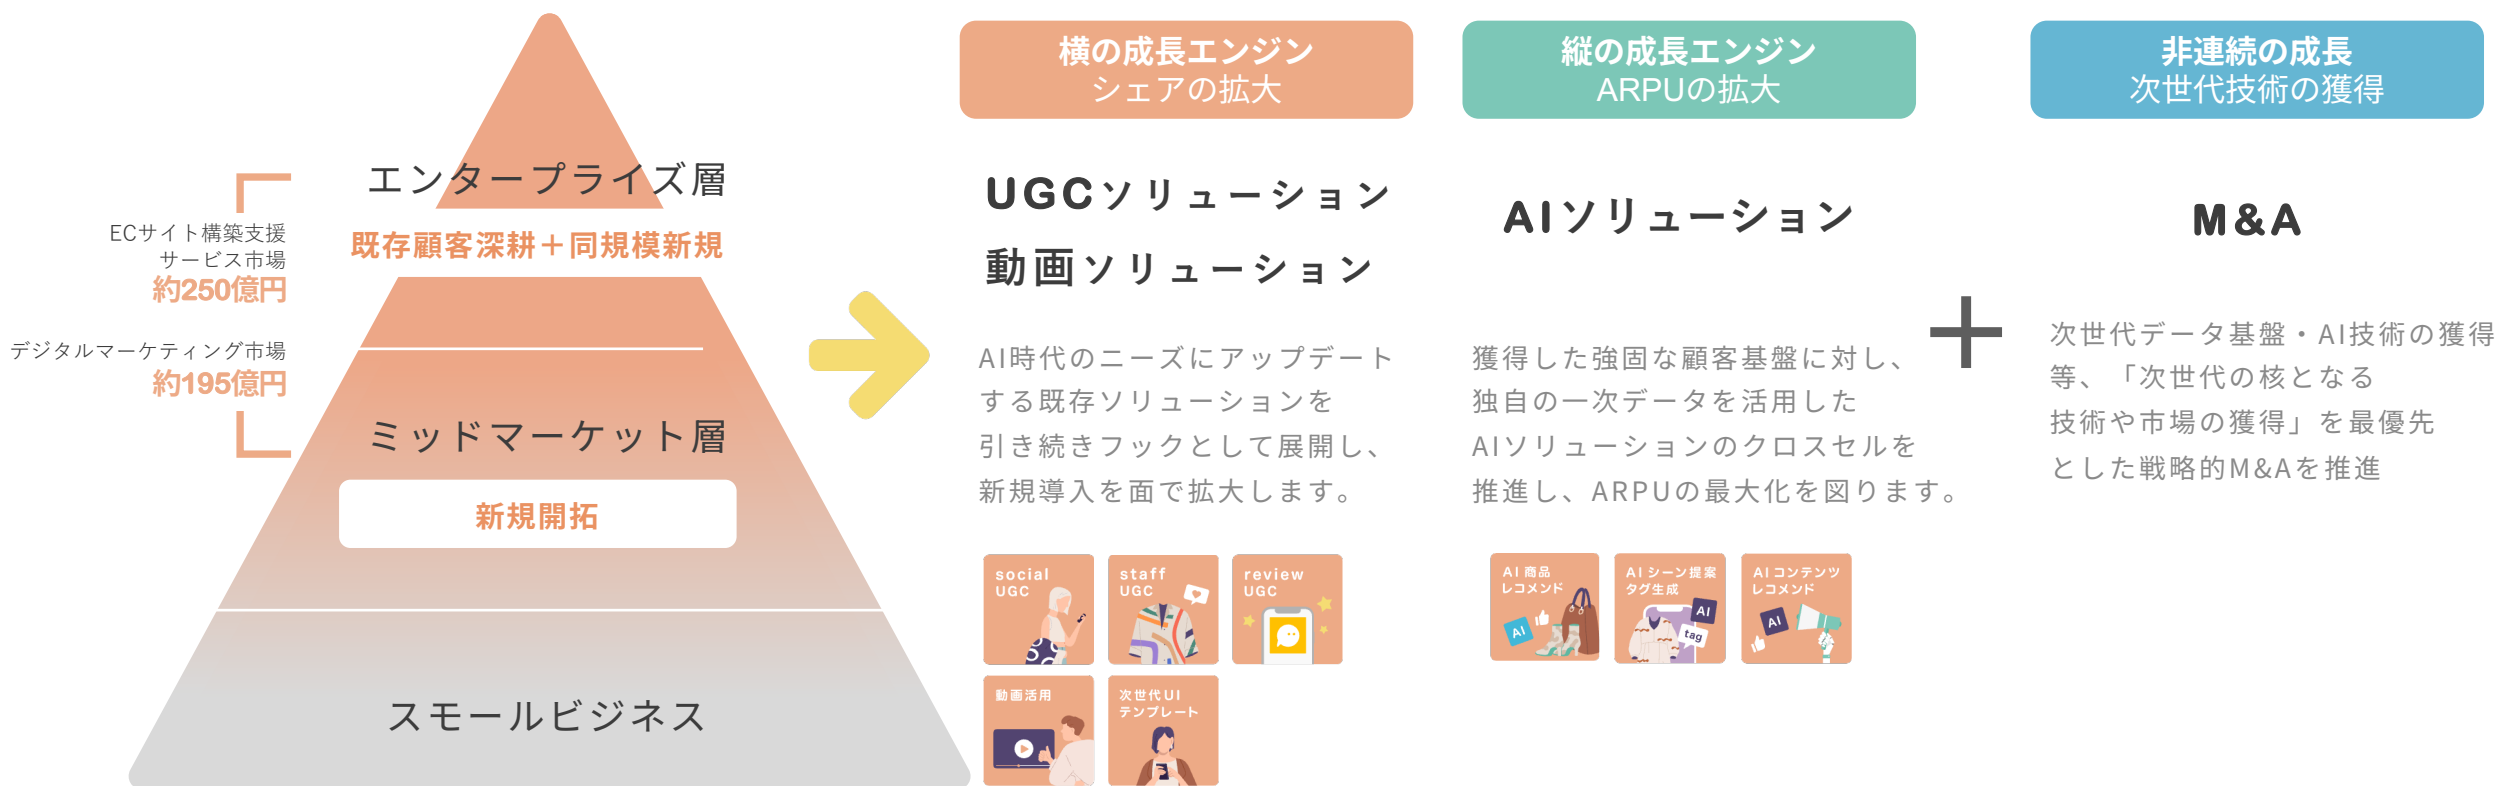 エンタープライズ層
既存顧客深耕＋同規模新規
ECサイト構築支援
サービス市場
約250億円
デジタルマーケティング市場
約195億円
ミッドマーケット層
新規開拓
スモールビジネス
横の成長エンジン
シェアの拡大
UGCソリューション
動画ソリューション
AI時代のニーズにアップデート
する既存ソリューションを
引き続きフックとして展開し、
新規導入を面で拡大します。
social
UGC
staff
UGC
review
UGC
動画活用
次世代UI
テンプレート
縦の成長エンジン
ARPUの拡大
AIソリューション
獲得した強固な顧客基盤に対し、
独自の一次データを活用した
AIソリューションのクロスセルを
推進し、ARPUの最大化を図ります。
AI 商品
レコメンド
AI
AIシーン提案
タグ生成
AI
tag
AIコンテンツ
レコメンド
AI
+
非連続の成長
次世代技術の獲得
M&A
次世代データ基盤・AI技術の獲得
等、「次世代の核となる
技術や市場の獲得」を最優先
とした戦略的M&Aを推進